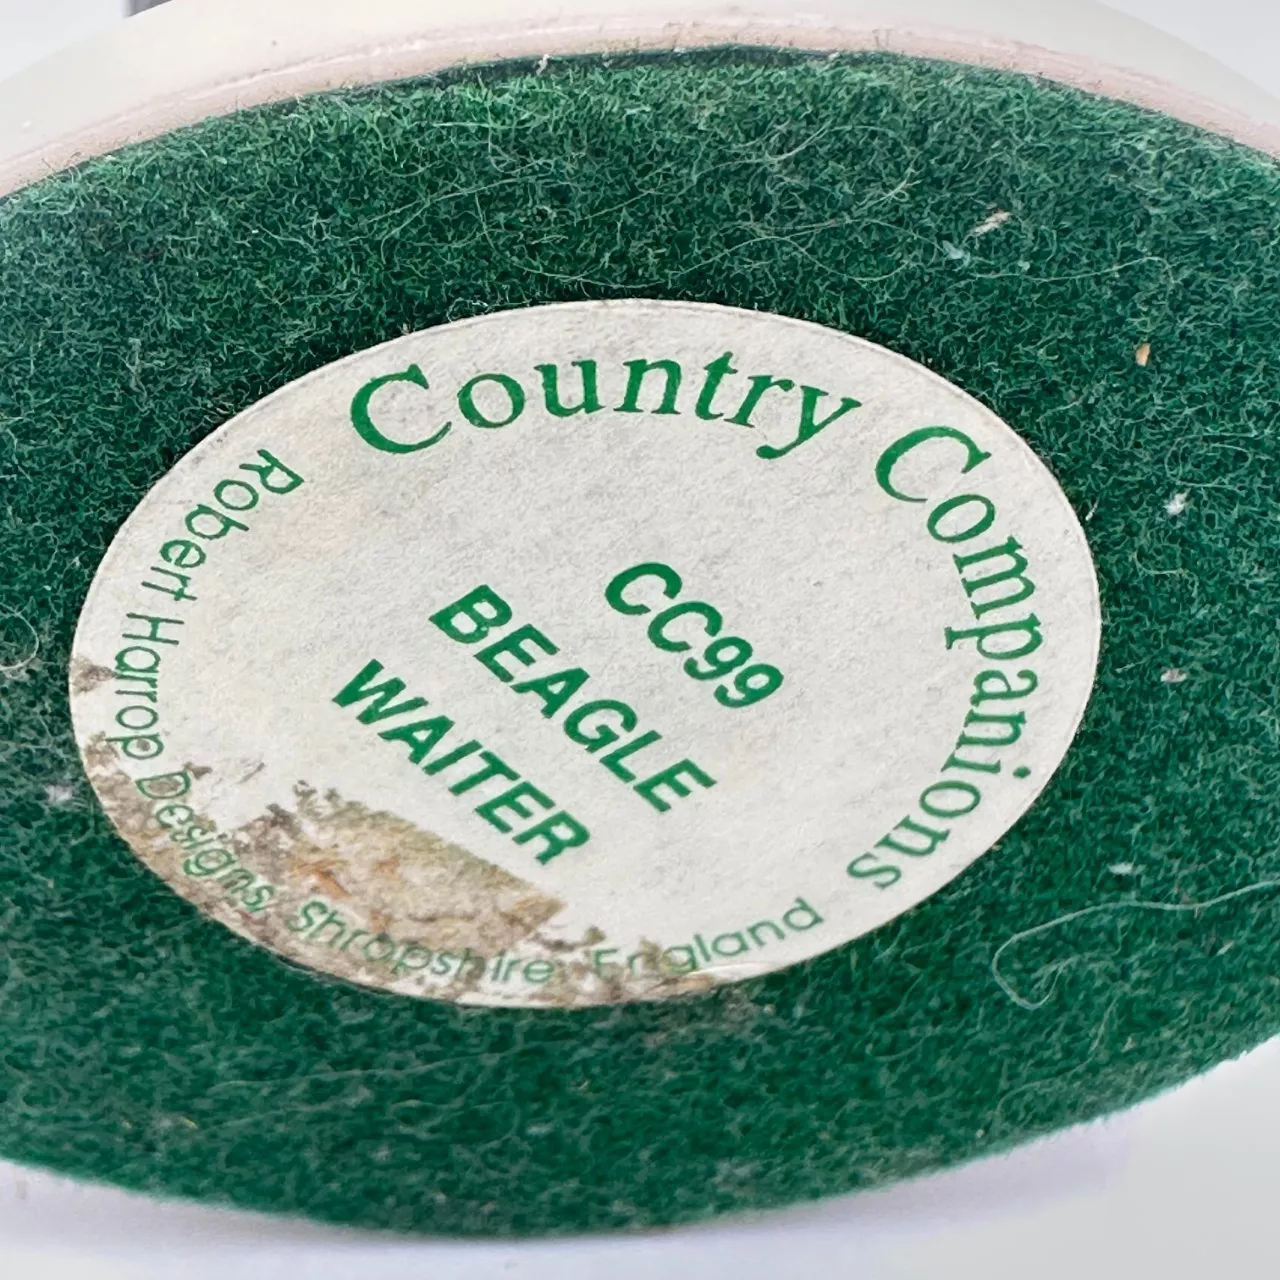 Country Companions
CC99
BEAGLE
WAITER
Robert Harrop Designs, Shropshire, England